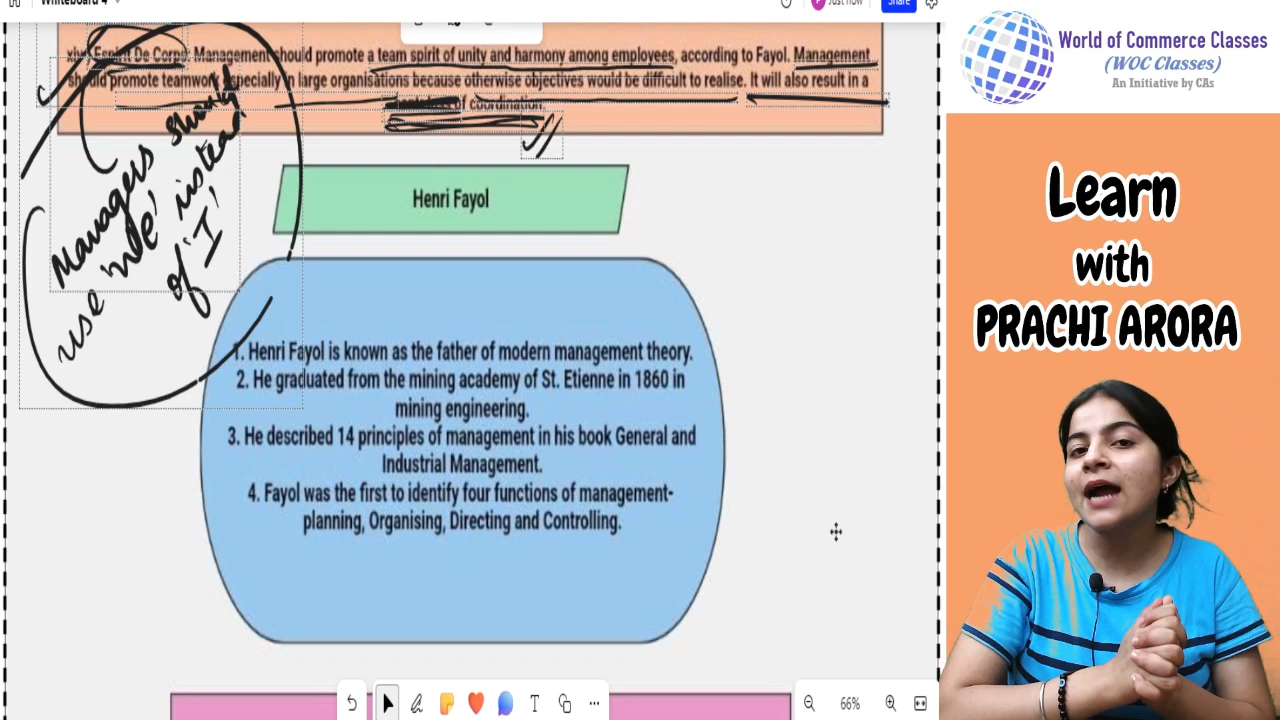 Whiteboard 4
Just now
Share
xiv. Espirit De Corps: Management should promote a team spirit of unity and harmony among employees, according to Fayol. Management
should promote teamwork especially in large organisations because otherwise objectives would be difficult to realise. It will also result in a
of coordination.
Managers should
use 'we' instead
of 'I'
Henri Fayol
1. Henri Fayol is known as the father of modern management theory.
2. He graduated from the mining academy of St. Etienne in 1860 in
mining engineering.
3. He described 14 principles of management in his book General and
Industrial Management.
4. Fayol was the first to identify four functions of management-
planning, Organising, Directing and Controlling.
T
66%
World of Commerce Classes
(WOC Classes)
An Initiative by CAs
Learn
with
PRACHI ARORA